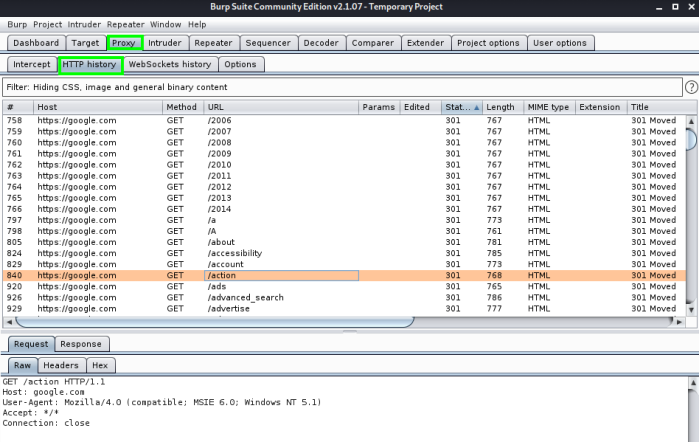 Burp Suite Community Edition v2.1.07 - Temporary Project
Burp Project Intruder Repeater Window Help
Dashboard Target Proxy Intruder Repeater Sequencer Decoder Comparer Extender Project options User options
Intercept HTTP history WebSockets history Options
Filter: Hiding CSS, image and general binary content ?
# Host Method URL Params Edited Stat... Length MIME type Extension Title
758 https://google.com GET /2006 301 767 HTML 301 Moved
759 https://google.com GET /2007 301 767 HTML 301 Moved
760 https://google.com GET /2008 301 767 HTML 301 Moved
761 https://google.com GET /2009 301 767 HTML 301 Moved
762 https://google.com GET /2010 301 767 HTML 301 Moved
763 https://google.com GET /2011 301 767 HTML 301 Moved
764 https://google.com GET /2012 301 767 HTML 301 Moved
765 https://google.com GET /2013 301 767 HTML 301 Moved
766 https://google.com GET /2014 301 767 HTML 301 Moved
797 https://google.com GET /a 301 773 HTML 301 Moved
798 https://google.com GET /A 301 761 HTML 301 Moved
805 https://google.com GET /about 301 781 HTML 301 Moved
824 https://google.com GET /accessibility 301 785 HTML 301 Moved
829 https://google.com GET /account 301 773 HTML 301 Moved
840 https://google.com GET /action 301 768 HTML 301 Moved
920 https://google.com GET /ads 301 765 HTML 301 Moved
926 https://google.com GET /advanced_search 301 786 HTML 301 Moved
929 https://google.com GET /advertise 301 777 HTML 301 Moved
Request Response
Raw Headers Hex
GET /action HTTP/1.1
Host: google.com
User-Agent: Mozilla/4.0 (compatible; MSIE 6.0; Windows NT 5.1)
Accept: */*
Connection: close